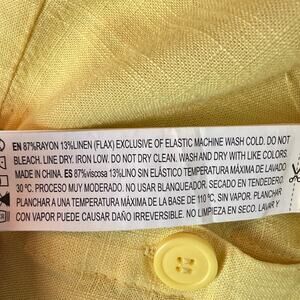 EN 87%RAYON 13%LINEN (FLAX) EXCLUSIVE OF ELASTIC MACHINE WASH COLD. DO NOT
BLEACH. LINE DRY. IRON LOW. DO NOT DRY CLEAN. WASH AND DRY WITH LIKE COLORS.
MADE IN CHINA. ES 87%viscosa 13%LINO SIN ELÁSTICO TEMPERATURA MÁXIMA DE LAVADO
30 °C. PROCESO MUY MODERADO. NO USAR BLANQUEADOR. SECADO EN TENDEDERO.
PLANCHAR A UNA TEMPERATURA MÁXIMA DE LA BASE DE 110 °C, SIN VAPOR. PLANCHAR
CON VAPOR PUEDE CAUSAR DAÑO IRREVERSIBLE. NO LIMPIEZA EN SECO. LAVAR Y